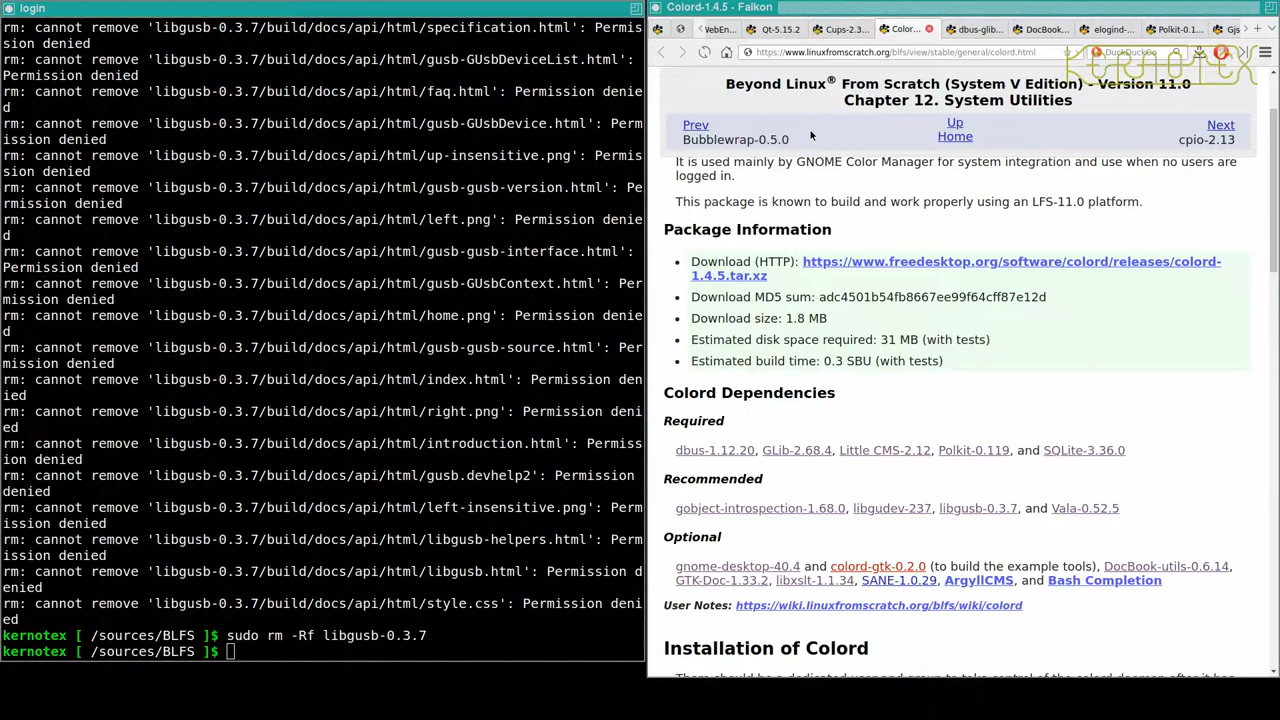 login
rm: cannot remove 'libgusb-0.3.7/build/docs/api/html/specification.html': Permis
sion denied
rm: cannot remove 'libgusb-0.3.7/build/docs/api/html/gusb-GUsbDeviceList.html':
Permission denied
rm: cannot remove 'libgusb-0.3.7/build/docs/api/html/faq.html': Permission denie
d
rm: cannot remove 'libgusb-0.3.7/build/docs/api/html/gusb-GUsbDevice.html': Perm
ission denied
rm: cannot remove 'libgusb-0.3.7/build/docs/api/html/up-insensitive.png': Permis
sion denied
rm: cannot remove 'libgusb-0.3.7/build/docs/api/html/gusb-gusb-version.html': Pe
rmission denied
rm: cannot remove 'libgusb-0.3.7/build/docs/api/html/left.png': Permission denie
d
rm: cannot remove 'libgusb-0.3.7/build/docs/api/html/gusb-gusb-interface.html':
Permission denied
rm: cannot remove 'libgusb-0.3.7/build/docs/api/html/gusb-GUsbContext.html': Per
mission denied
rm: cannot remove 'libgusb-0.3.7/build/docs/api/html/home.png': Permission denie
d
rm: cannot remove 'libgusb-0.3.7/build/docs/api/html/gusb-gusb-source.html': Per
mission denied
rm: cannot remove 'libgusb-0.3.7/build/docs/api/html/index.html': Permission den
ied
rm: cannot remove 'libgusb-0.3.7/build/docs/api/html/right.png': Permission deni
ed
rm: cannot remove 'libgusb-0.3.7/build/docs/api/html/introduction.html': Permiss
ion denied
rm: cannot remove 'libgusb-0.3.7/build/docs/api/html/gusb.devhelp2': Permission
denied
rm: cannot remove 'libgusb-0.3.7/build/docs/api/html/left-insensitive.png': Perm
ission denied
rm: cannot remove 'libgusb-0.3.7/build/docs/api/html/libgusb-helpers.html': Perm
ission denied
rm: cannot remove 'libgusb-0.3.7/build/docs/api/html/libgusb.html': Permission d
enied
rm: cannot remove 'libgusb-0.3.7/build/docs/api/html/style.css': Permission deni
ed
kernotex [ /sources/BLFS ]$ sudo rm -Rf libgusb-0.3.7
kernotex [ /sources/BLFS ]$
Colord-1.4.5 - Falkon
WebEn... Qt-5.15.2 Cups-2.3... Color... dbus-glib... DocBook... elogind-... Polkit-0.1... Gjs
https://www.linuxfromscratch.org/blfs/view/stable/general/colord.html DuckDuckGo
KERNOTEX
Beyond Linux® From Scratch (System V Edition) - Version 11.0
Chapter 12. System Utilities
Prev Up Next
Bubblewrap-0.5.0 Home cpio-2.13
It is used mainly by GNOME Color Manager for system integration and use when no users are
logged in.
This package is known to build and work properly using an LFS-11.0 platform.
Package Information
• Download (HTTP): https://www.freedesktop.org/software/colord/releases/colord-
1.4.5.tar.xz
• Download MD5 sum: adc4501b54fb8667ee99f64cff87e12d
• Download size: 1.8 MB
• Estimated disk space required: 31 MB (with tests)
• Estimated build time: 0.3 SBU (with tests)
Colord Dependencies
Required
dbus-1.12.20, GLib-2.68.4, Little CMS-2.12, Polkit-0.119, and SQLite-3.36.0
Recommended
gobject-introspection-1.68.0, libgudev-237, libgusb-0.3.7, and Vala-0.52.5
Optional
gnome-desktop-40.4 and colord-gtk-0.2.0 (to build the example tools), DocBook-utils-0.6.14,
GTK-Doc-1.33.2, libxslt-1.1.34, SANE-1.0.29, ArgyllCMS, and Bash Completion
User Notes: https://wiki.linuxfromscratch.org/blfs/wiki/colord
Installation of Colord